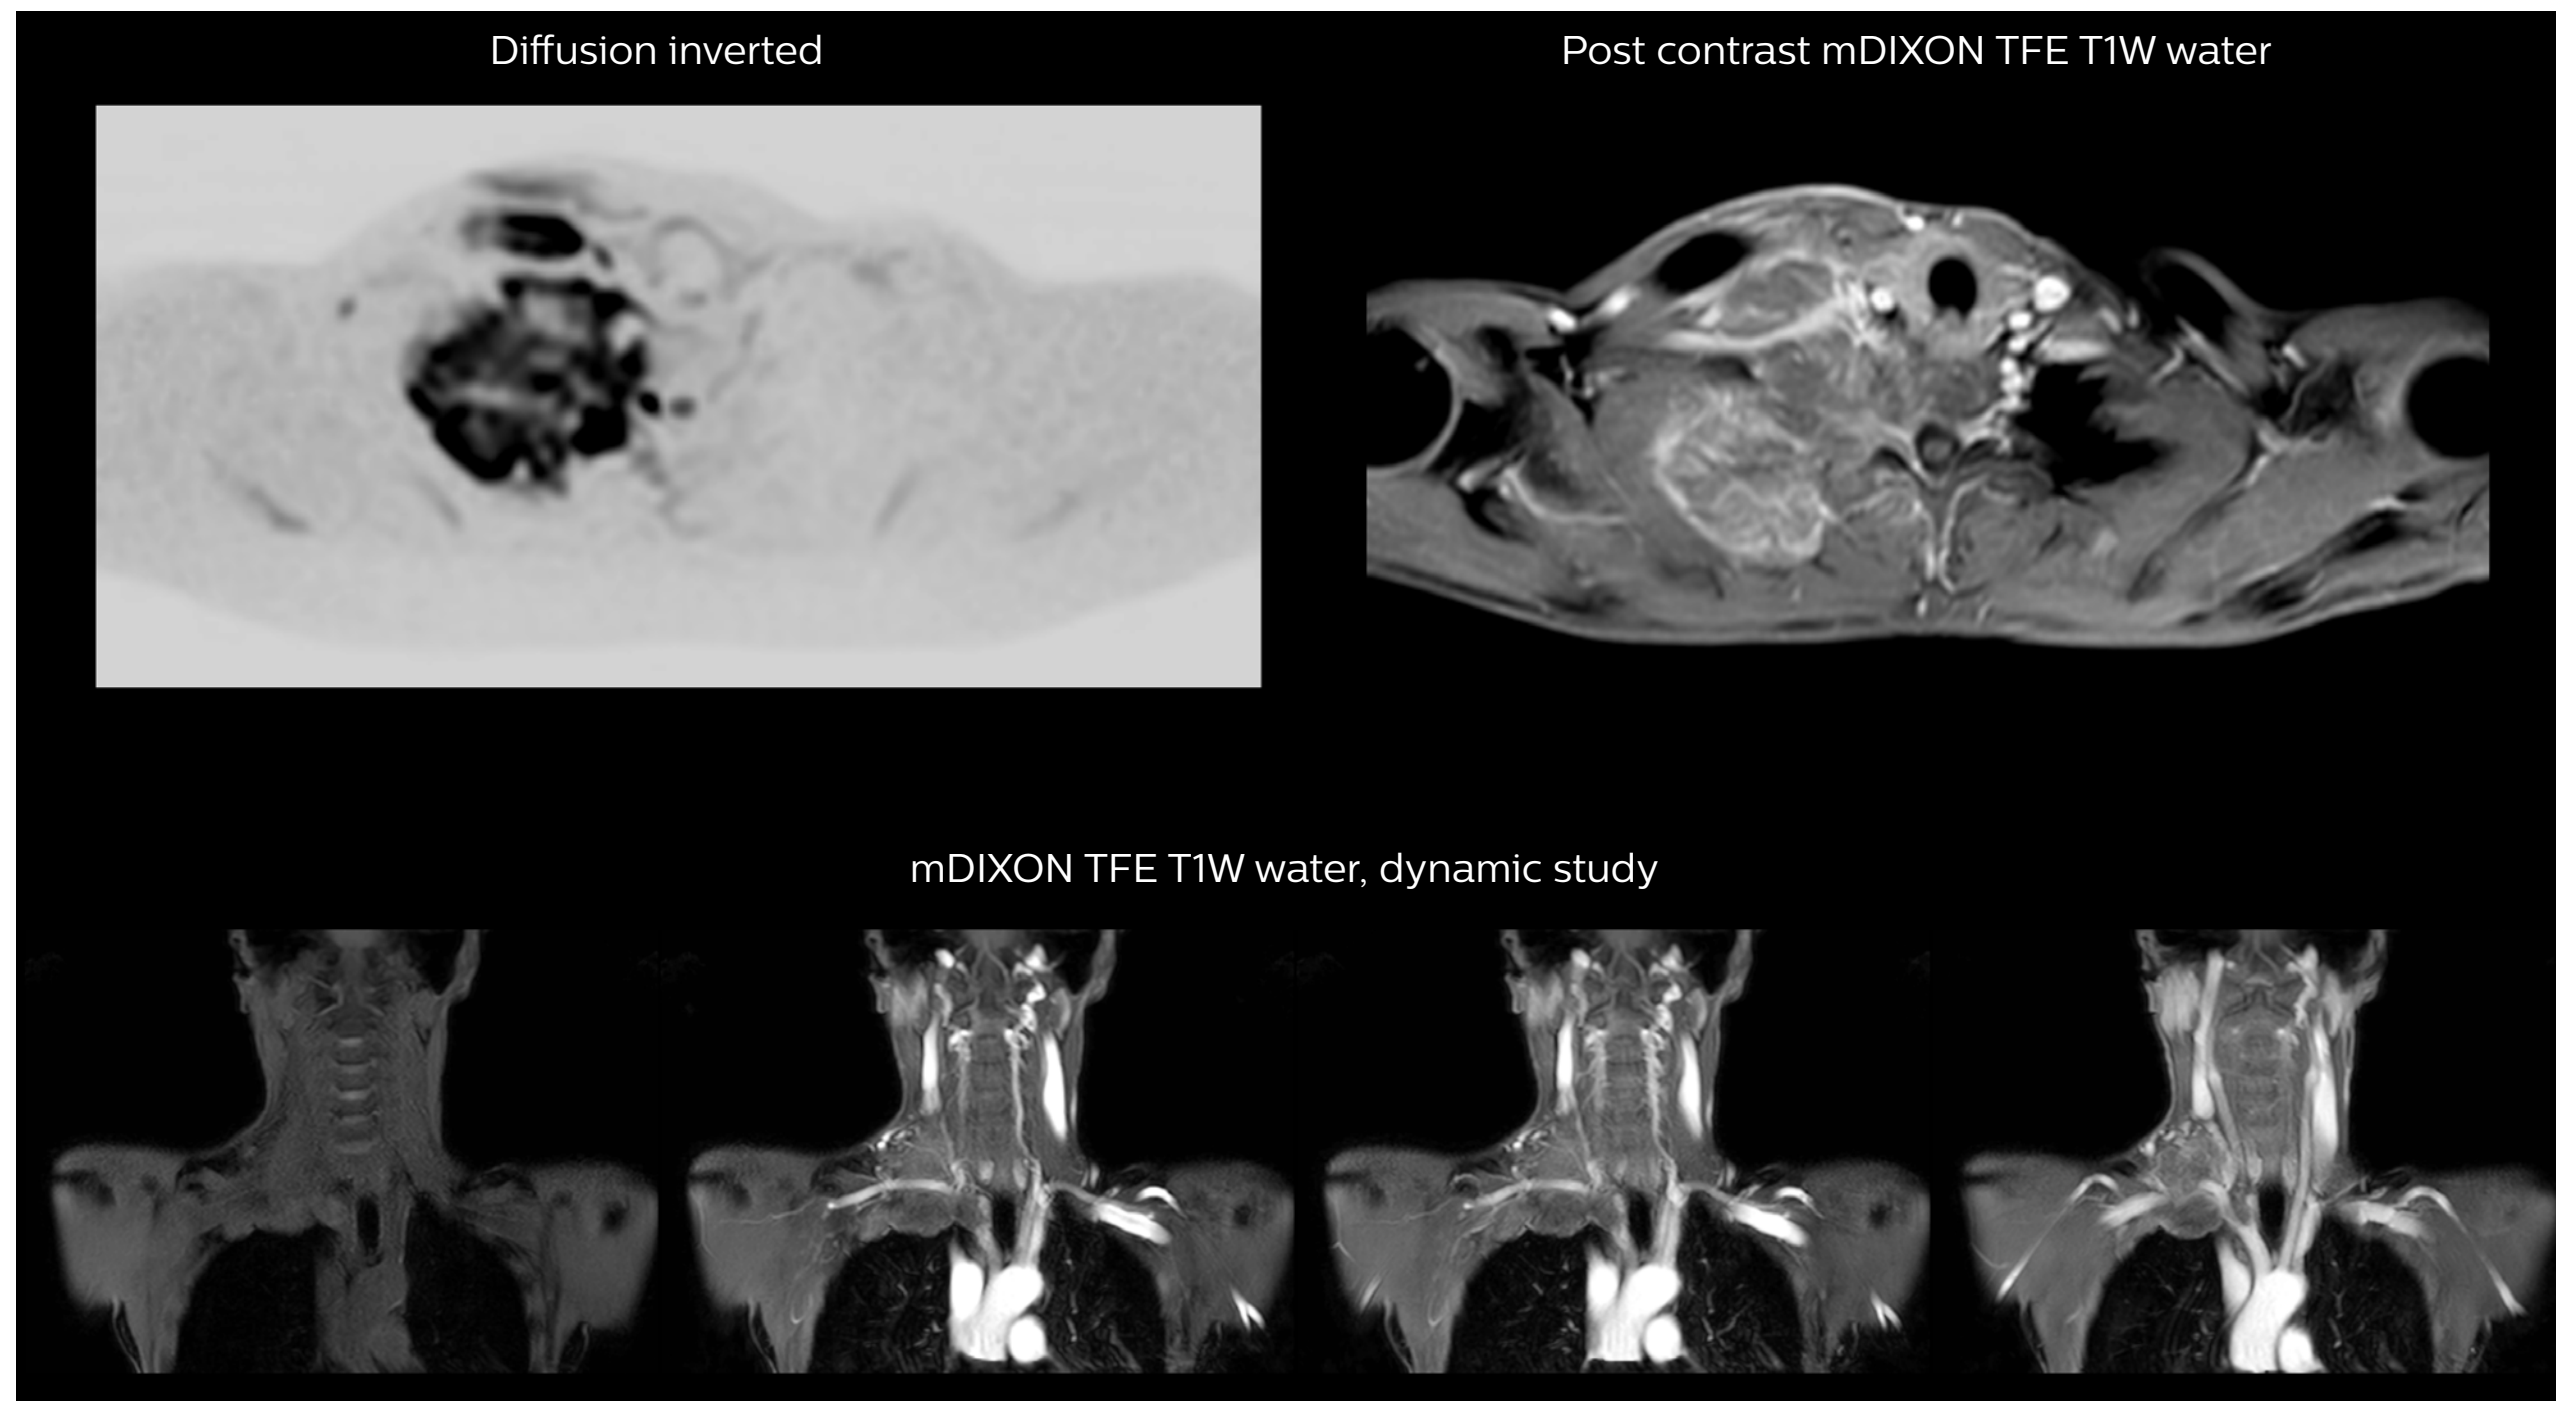 Diffusion inverted
Post contrast mDIXON TFE T1W water
mDIXON TFE T1W water, dynamic study